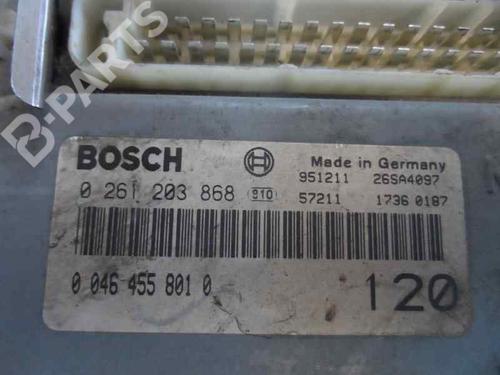 B-PARTS
BOSCH
Made in Germany
0 261 203 868 010
951211 26SA4097
57211 1736 0187
0 046 455 801 0
120